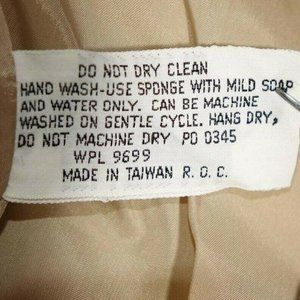 DO NOT DRY CLEAN
HAND WASH-USE SPONGE WITH MILD SOAP
AND WATER ONLY. CAN BE MACHINE
WASHED ON GENTLE CYCLE. HANG DRY,
DO NOT MACHINE DRY PO 0345
WPL 9699
MADE IN TAIWAN R.O.C.